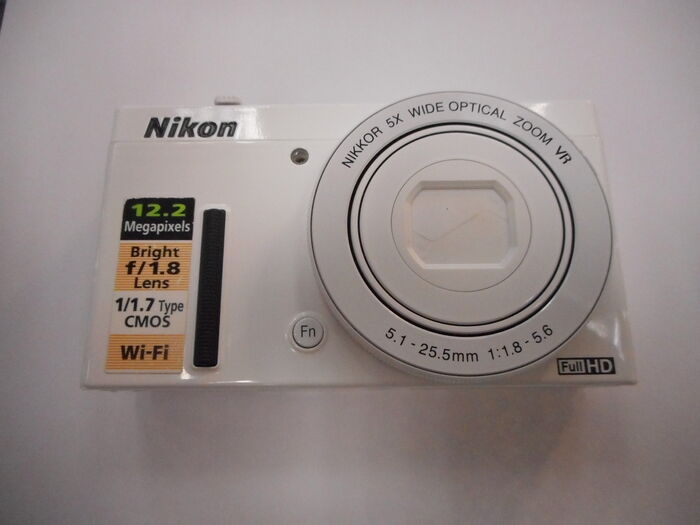 Nikon
NIKKOR 5X WIDE OPTICAL ZOOM VR
12.2
Megapixels
Bright
f/1.8
Lens
1/1.7 Type
CMOS
Wi-Fi
Fn
5.1 - 25.5mm 1:1.8 - 5.6
Full HD